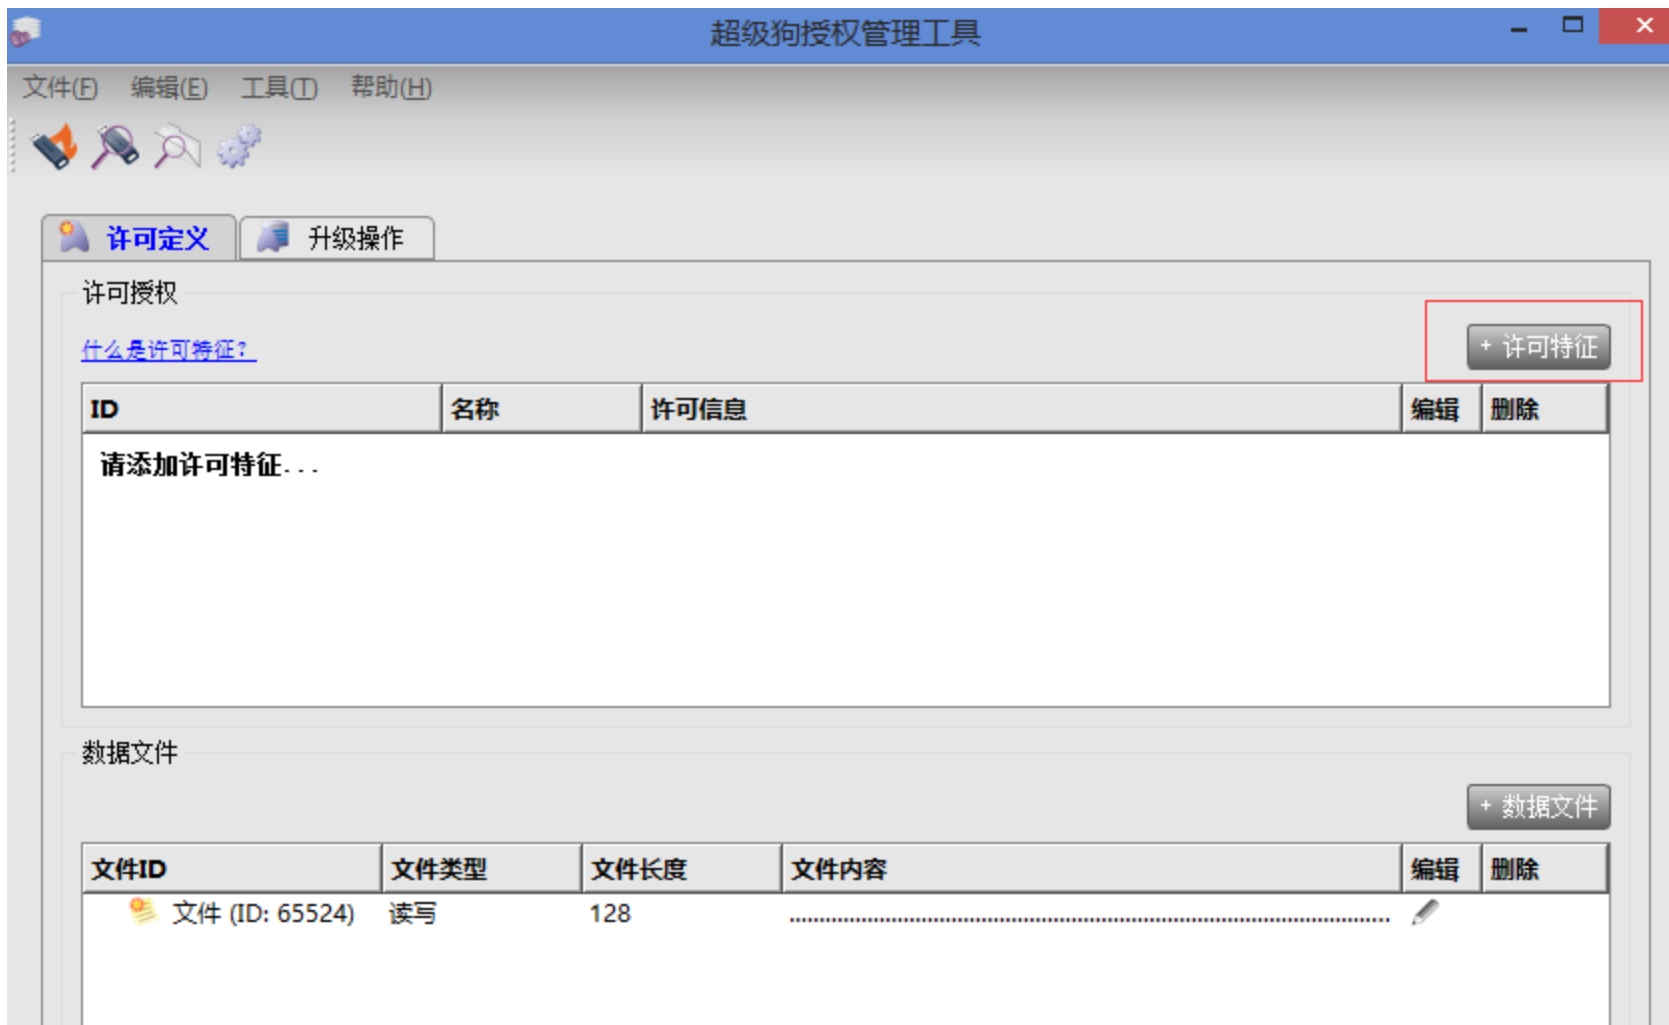 超级狗授权管理工具
文件(F) 编辑(E) 工具(T) 帮助(H)
许可定义 升级操作
许可授权
什么是许可特征?
+ 许可特征
ID 名称 许可信息 编辑 删除
请添加许可特征...
数据文件
+ 数据文件
文件ID 文件类型 文件长度 文件内容 编辑 删除
文件 (ID: 65524) 读写 128 ....................................................................................................